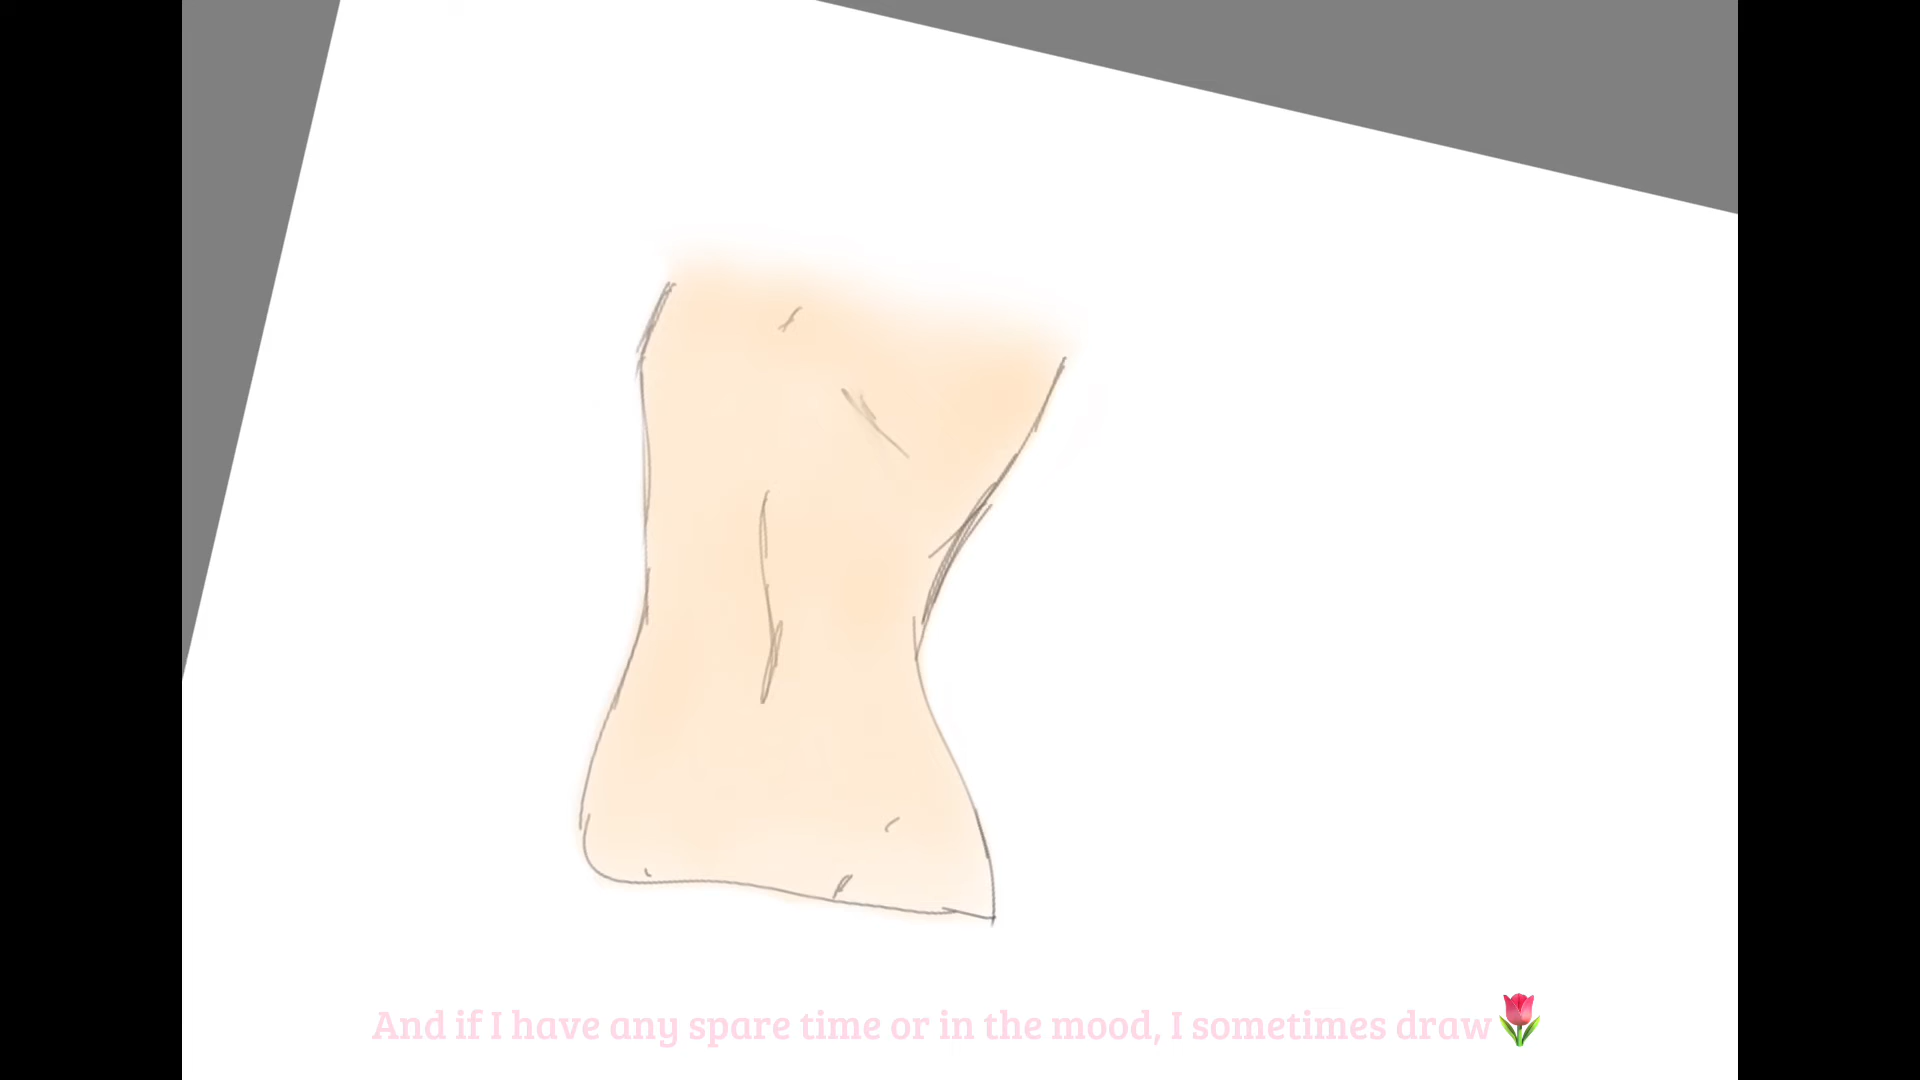 And if I have any spare time or in the mood, I sometimes draw🌷